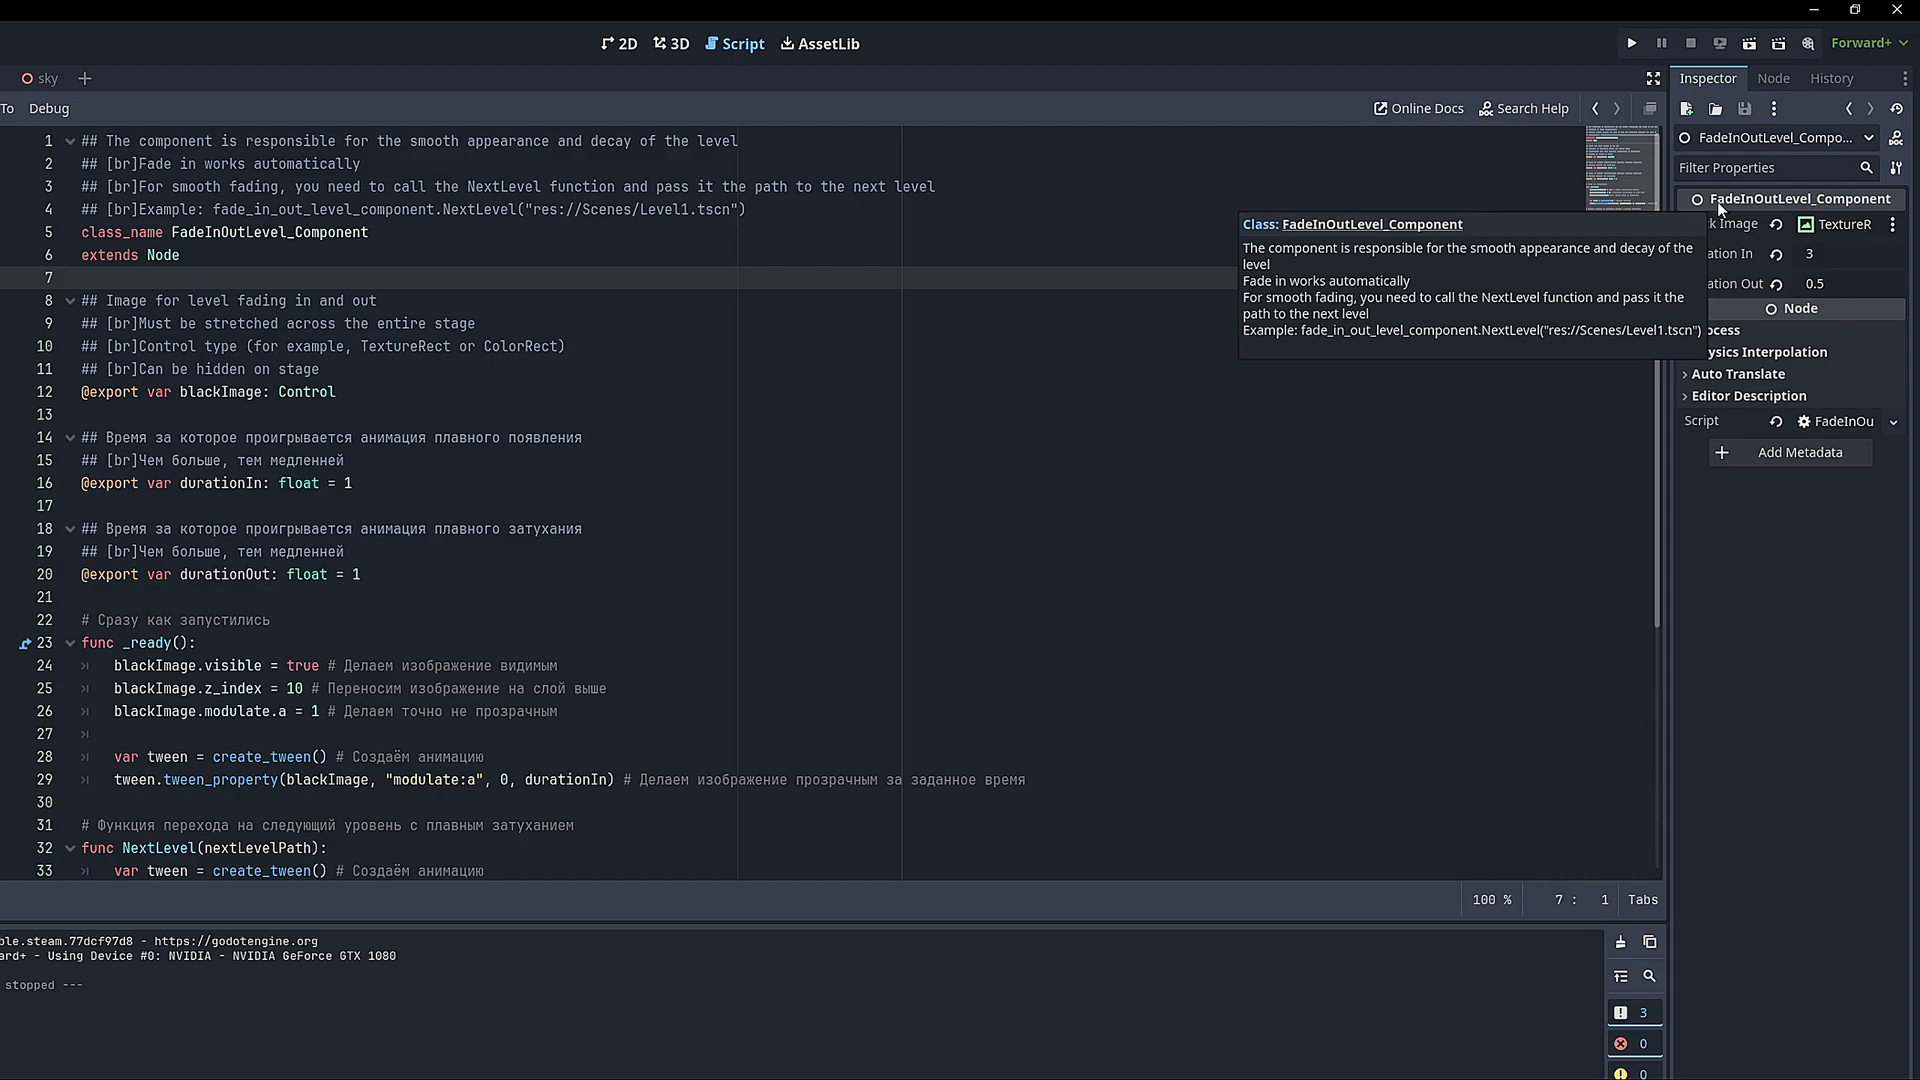 2D 3D Script AssetLib
Forward+
sky
Inspector Node History
To Debug
Online Docs Search Help
FadeInOutLevel_Compo...
Filter Properties
FadeInOutLevel_Component
ck Image TextureR
ation In 3
ation Out 0.5
Node
ocess
ysics Interpolation
Auto Translate
Editor Description
Script FadeInOu
Add Metadata
Class: FadeInOutLevel_Component
The component is responsible for the smooth appearance and decay of the
level
Fade in works automatically
For smooth fading, you need to call the NextLevel function and pass it the
path to the next level
Example: fade_in_out_level_component.NextLevel("res://Scenes/Level1.tscn")
1 ## The component is responsible for the smooth appearance and decay of the level
2 ## [br]Fade in works automatically
3 ## [br]For smooth fading, you need to call the NextLevel function and pass it the path to the next level
4 ## [br]Example: fade_in_out_level_component.NextLevel("res://Scenes/Level1.tscn")
5 class_name FadeInOutLevel_Component
6 extends Node
7
8 ## Image for level fading in and out
9 ## [br]Must be stretched across the entire stage
10 ## [br]Control type (for example, TextureRect or ColorRect)
11 ## [br]Can be hidden on stage
12 @export var blackImage: Control
13
14 ## Время за которое проигрывается анимация плавного появления
15 ## [br]Чем больше, тем медленней
16 @export var durationIn: float = 1
17
18 ## Время за которое проигрывается анимация плавного затухания
19 ## [br]Чем больше, тем медленней
20 @export var durationOut: float = 1
21
22 # Сразу как запустились
23 func _ready():
24 blackImage.visible = true # Делаем изображение видимым
25 blackImage.z_index = 10 # Переносим изображение на слой выше
26 blackImage.modulate.a = 1 # Делаем точно не прозрачным
27
28 var tween = create_tween() # Создаём анимацию
29 tween.tween_property(blackImage, "modulate:a", 0, durationIn) # Делаем изображение прозрачным за заданное время
30
31 # Функция перехода на следующий уровень с плавным затуханием
32 func NextLevel(nextLevelPath):
33 var tween = create_tween() # Создаём анимацию
100 % 7 : 1 Tabs
ble.steam.77dcf97d8 - https://godotengine.org
ard+ - Using Device #0: NVIDIA - NVIDIA GeForce GTX 1080
stopped ---
3
0
0